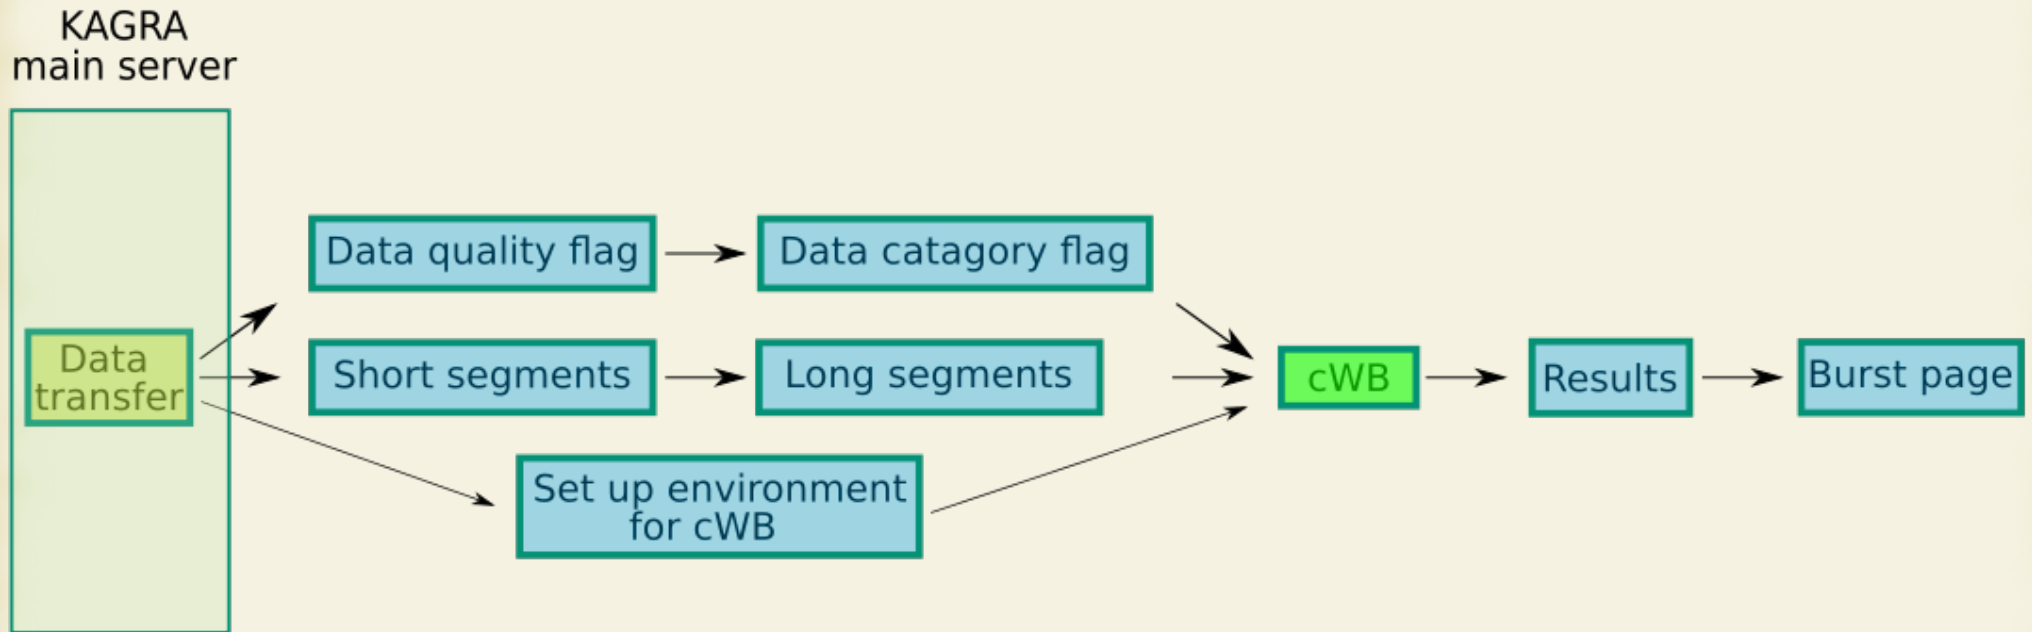 KAGRA
main server
Data quality flag
Data catagory flag
Data
transfer
Short segments
Long segments
cWB
Results
Burst page
Set up environment
for cWB